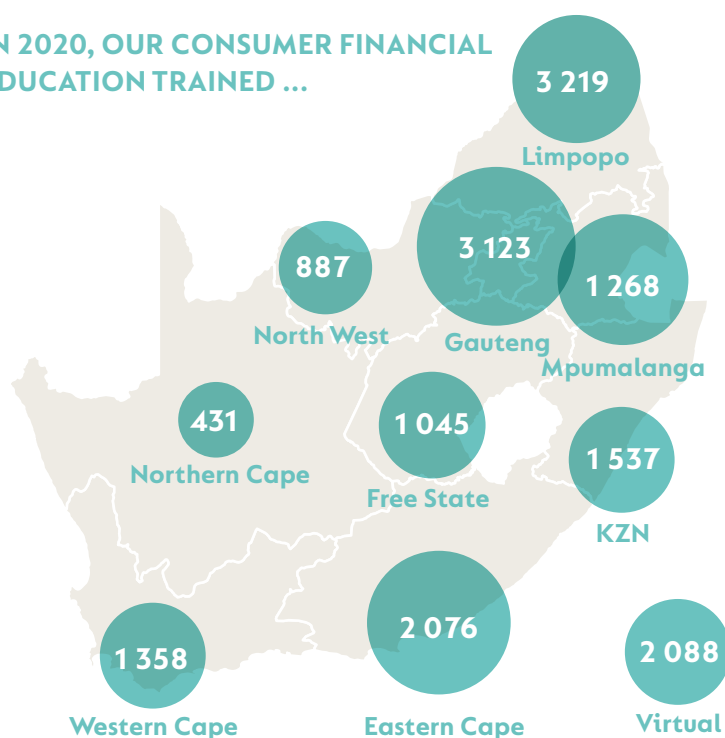 N 2020, OUR CONSUMER FINANCIAL
DUCATION TRAINED ...
3 219
Limpopo
3 123
Gauteng
887
North West
1 268
Mpumalanga
431
Northern Cape
1 045
Free State
1 537
KZN
2 076
Eastern Cape
1 358
Western Cape
2 088
Virtual